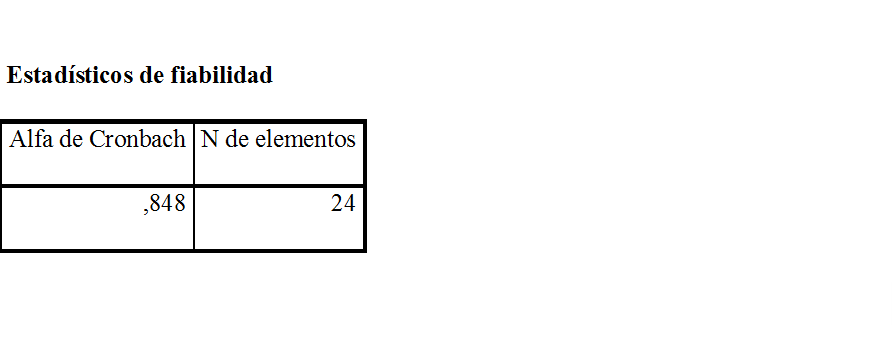 Estadísticos de fiabilidad
Alfa de Cronbach N de elementos
,848 24